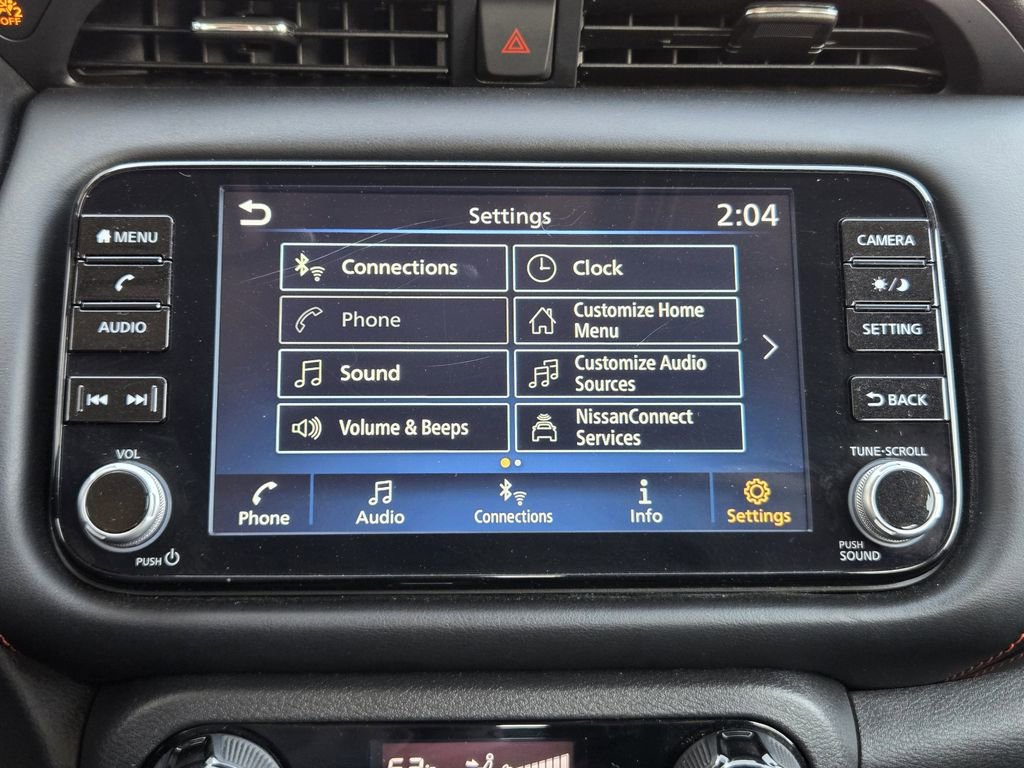 OFF
MENU
AUDIO
VOL
PUSH
Settings
2:04
Connections
Clock
Phone
Customize Home
Menu
Sound
Customize Audio
Sources
Volume & Beeps
NissanConnect
Services
Phone
Audio
Connections
Info
Settings
CAMERA
SETTING
BACK
TUNE·SCROLL
PUSH
SOUND